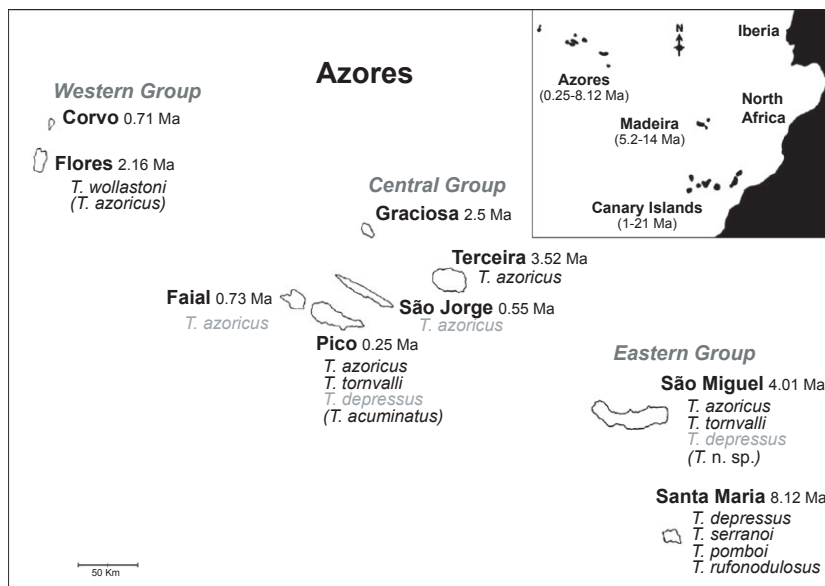 Azores
Western Group
Corvo 0.71 Ma
Flores 2.16 Ma
T. wollastoni
(T. azoricus)
Central Group
Graciosa 2.5 Ma
Terceira 3.52 Ma
T. azoricus
Faial 0.73 Ma
T. azoricus
São Jorge 0.55 Ma
T. azoricus
Pico 0.25 Ma
T. azoricus
T. tornvalli
T. depressus
(T. acuminatus)
Eastern Group
São Miguel 4.01 Ma
T. azoricus
T. tornvalli
T. depressus
(T. n. sp.)
Santa Maria 8.12 Ma
T. depressus
T. serranoi
T. pomboi
T. rufonodulosus
50 Km
N
Iberia
Azores
(0.25-8.12 Ma)
North
Africa
Madeira
(5.2-14 Ma)
Canary Islands
(1-21 Ma)